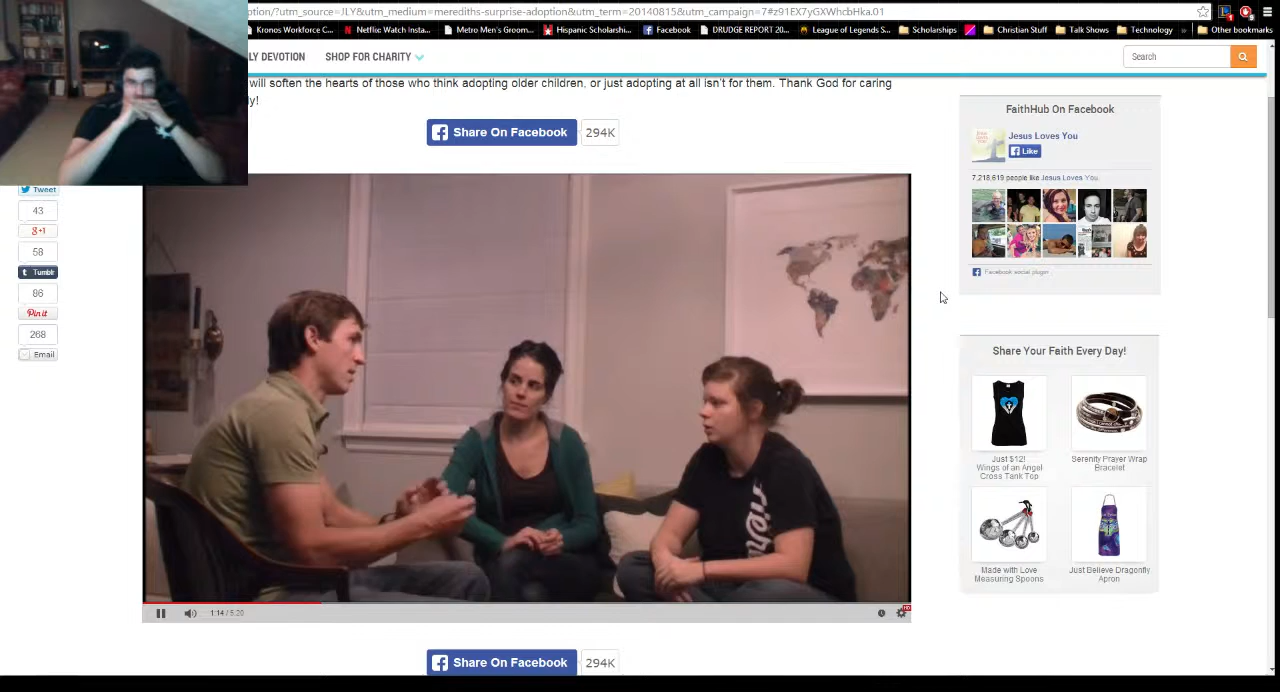 option/?utm_source=JLY&utm_medium=merediths-surprise-adoption&utm_term=20140815&utm_campaign=7#z91EX7yGXWhcbHka.01
Kronos Workforce C... Netflix: Watch Insta... Metro Men's Groom... Hispanic Scholarshi... Facebook DRUDGE REPORT 20... League of Legends S... Scholarships Christian Stuff Talk Shows Technology » Other bookmarks
LY DEVOTION SHOP FOR CHARITY Search
will soften the hearts of those who think adopting older children, or just adopting at all isn't for them. Thank God for caring
y!
Share On Facebook 294K
Tweet
43
g+1
58
t Tumblr
86
Pin it
268
Email
FaithHub On Facebook
Jesus Loves You
Like
7,218,619 people like Jesus Loves You.
Facebook social plugin
Share Your Faith Every Day!
Just $12!
Wings of an Angel
Cross Tank Top
Serenity Prayer Wrap
Bracelet
Made with Love
Measuring Spoons
Just Believe Dragonfly
Apron
1:14 / 5:20
HD
Share On Facebook 294K